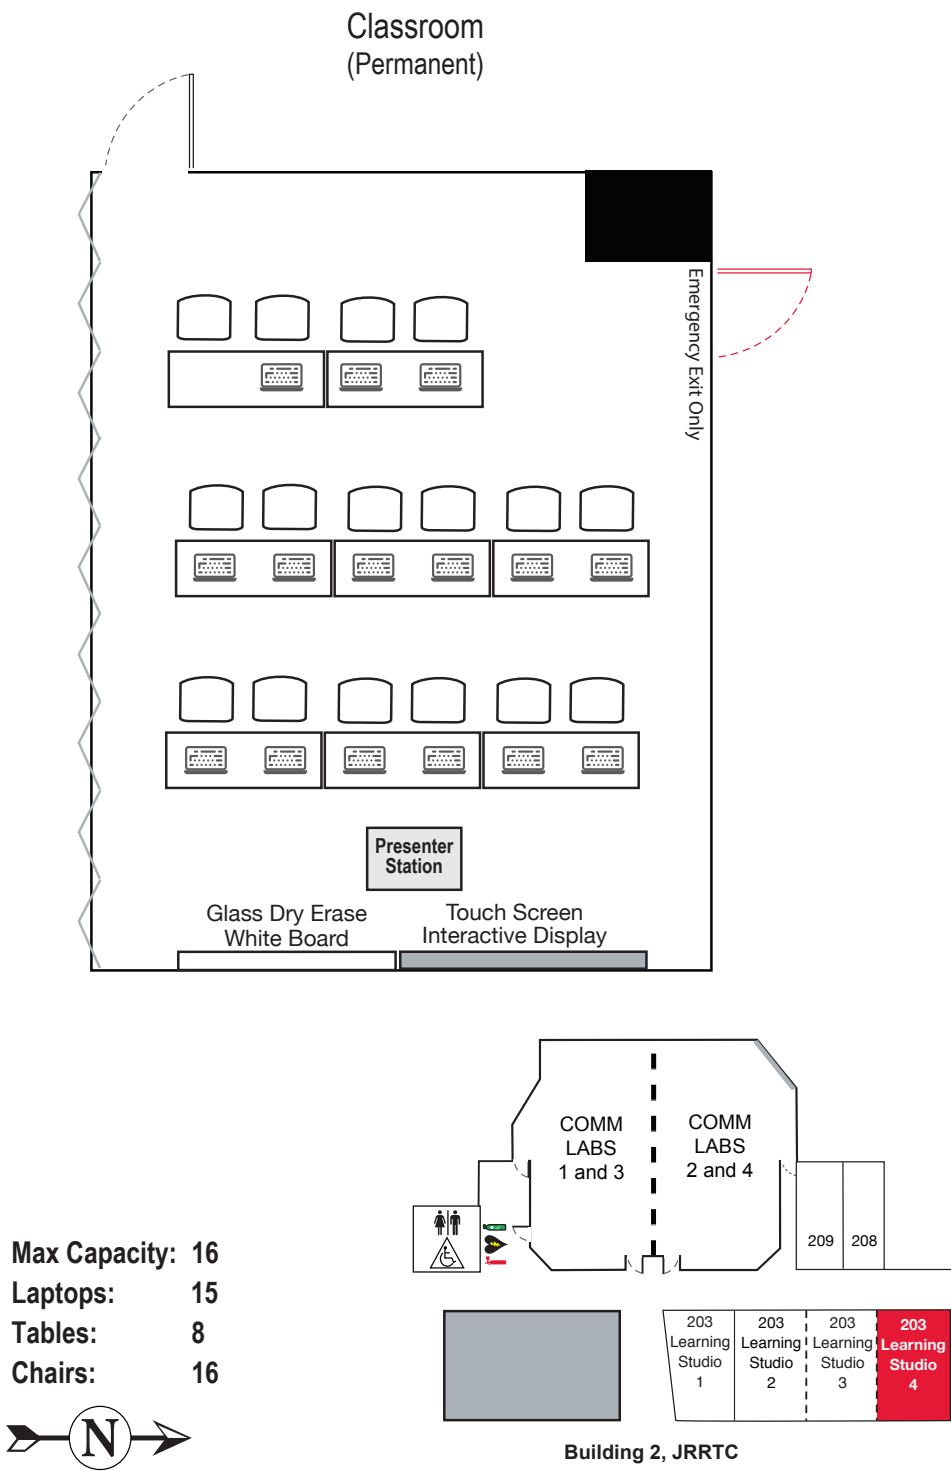 Classroom
(Permanent)
Emergency Exit Only
Presenter
Station
Glass Dry Erase
White Board
Touch Screen
Interactive Display
COMM
LABS
1 and 3
COMM
LABS
2 and 4
209
208
Max Capacity: 16
Laptops: 15
Tables: 8
Chairs: 16
N
203
Learning
Studio
1
203
Learning
Studio
2
203
Learning
Studio
3
203
Learning
Studio
4
Building 2, JRRTC